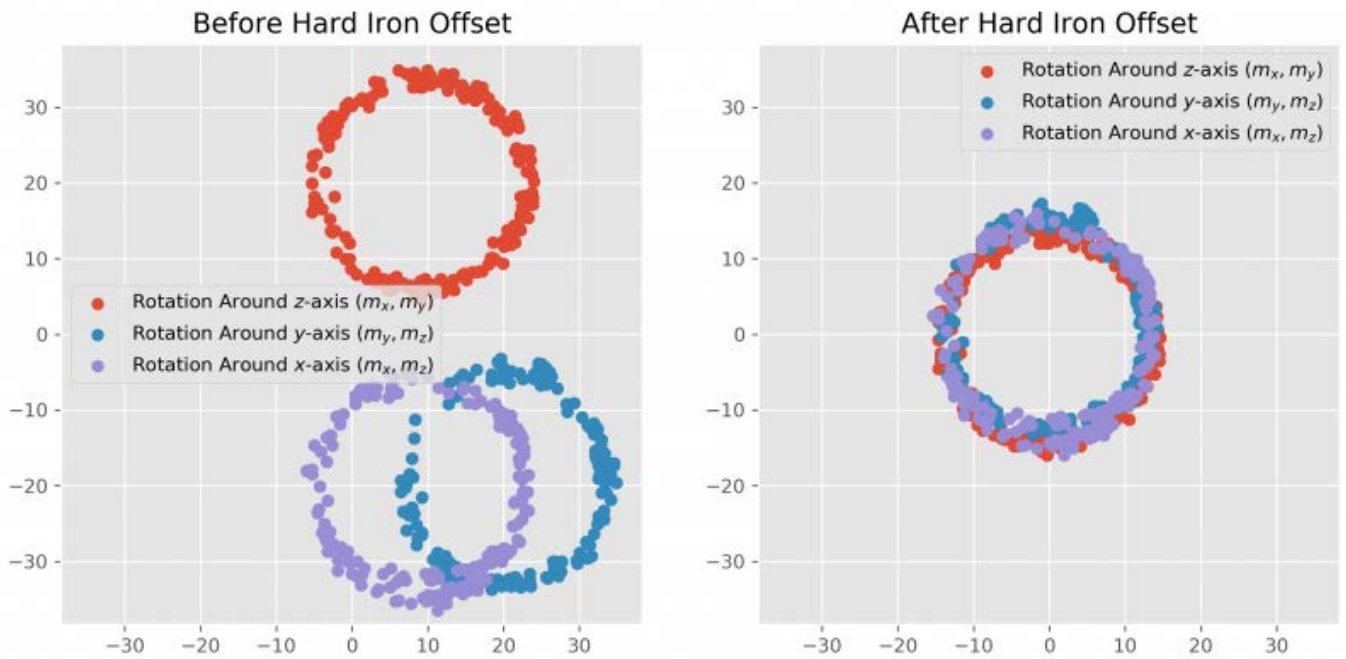 Before Hard Iron Offset
30
20
10
0
−10
−20
−30
Rotation Around z-axis (mx, my)
Rotation Around y-axis (my, mz)
Rotation Around x-axis (mx, mz)
−30 −20 −10 0 10 20 30
After Hard Iron Offset
30
20
10
0
−10
−20
−30
Rotation Around z-axis (mx, my)
Rotation Around y-axis (my, mz)
Rotation Around x-axis (mx, mz)
−30 −20 −10 0 10 20 30